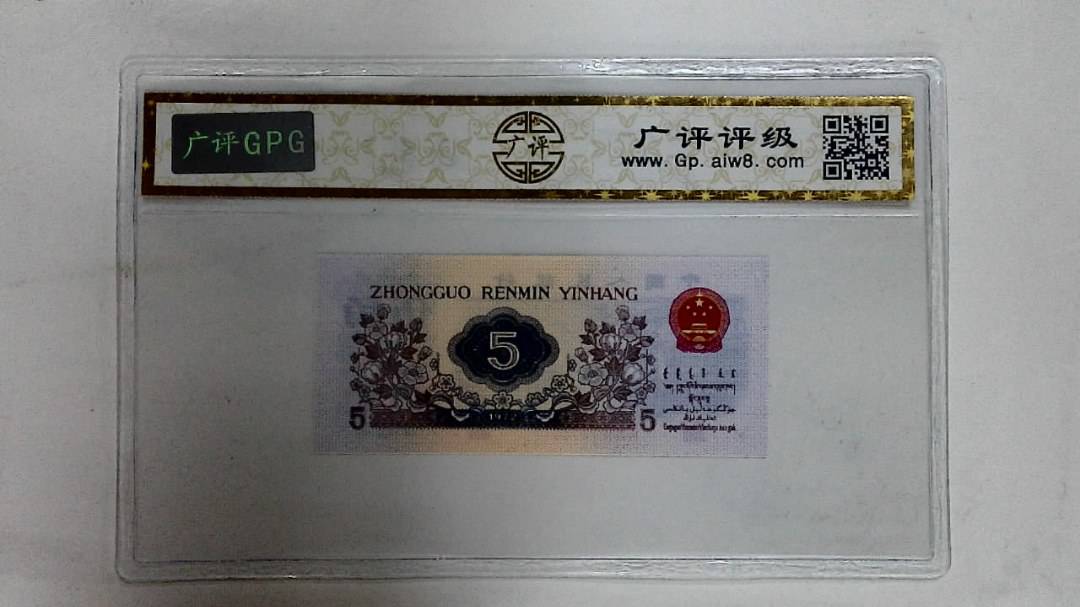 广评GPG
广评
广评评级
www.Gp.aiw8.com
ZHONGGUO RENMIN YINHANG
5
5
5